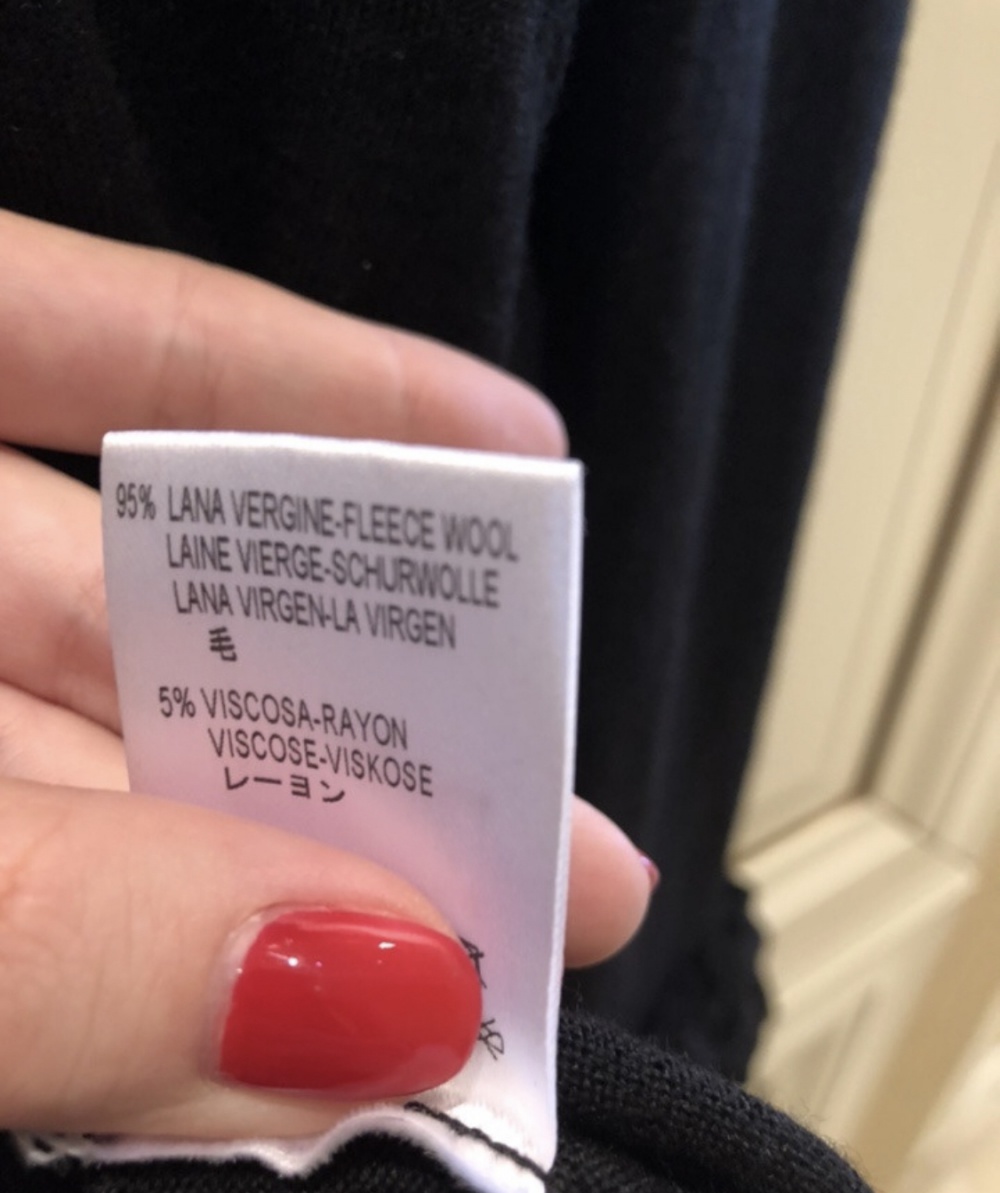 95% LANA VERGINE-FLEECE WOOL
LAINE VIERGE-SCHURWOLLE
LANA VIRGEN-LA VIRGEN
毛
5% VISCOSA-RAYON
VISCOSE-VISKOSE
レーヨン